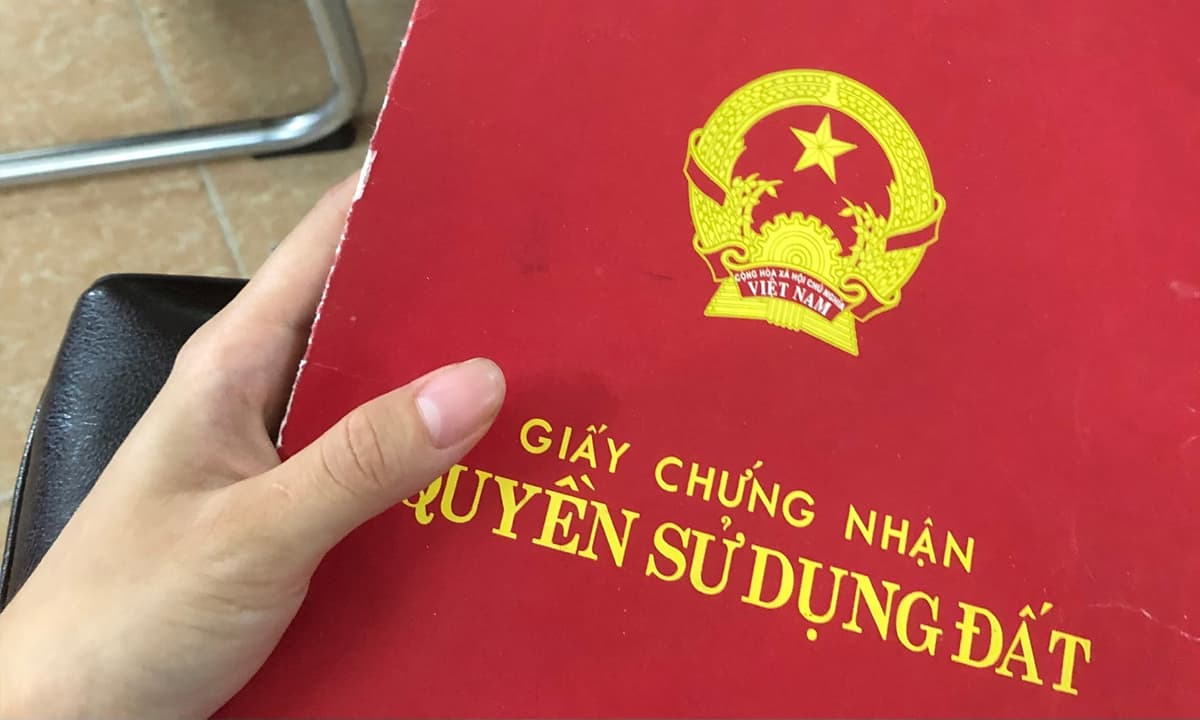 CỘNG HÒA XÃ HỘI CHỦ NGHĨA
VIỆT NAM
GIẤY CHỨNG NHẬN
QUYỀN SỬ DỤNG ĐẤT